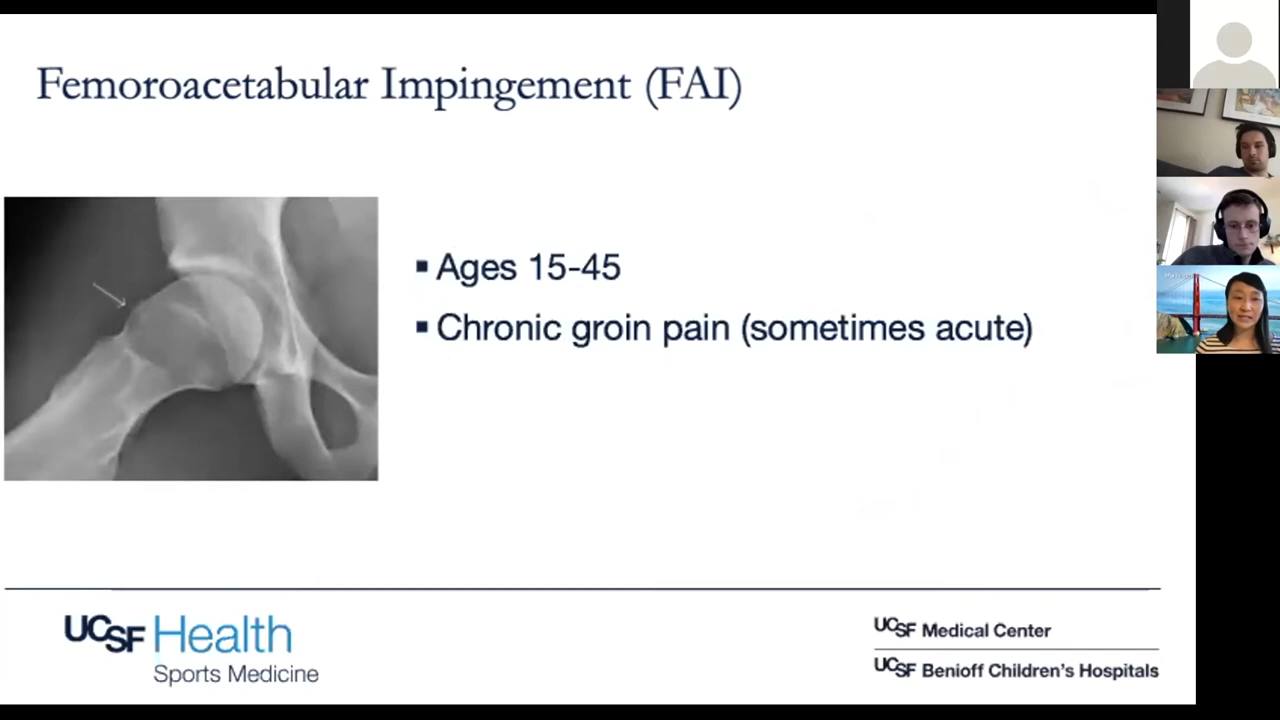 Femoroacetabular Impingement (FAI)
▪ Ages 15-45
▪ Chronic groin pain (sometimes acute)
UCSF Health
Sports Medicine
UCSF Medical Center
UCSF Benioff Children's Hospitals